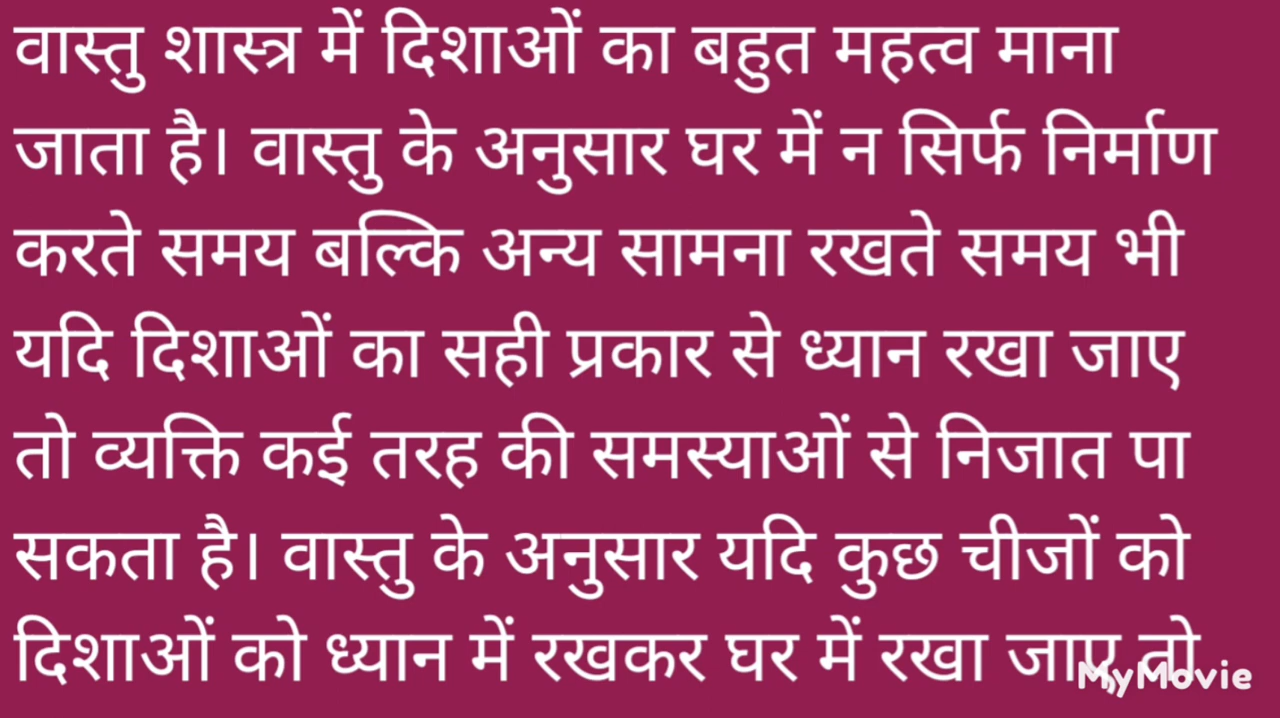 वास्तु शास्त्र में दिशाओं का बहुत महत्व माना
जाता है। वास्तु के अनुसार घर में न सिर्फ निर्माण
करते समय बल्कि अन्य सामना रखते समय भी
यदि दिशाओं का सही प्रकार से ध्यान रखा जाए
तो व्यक्ति कई तरह की समस्याओं से निजात पा
सकता है। वास्तु के अनुसार यदि कुछ चीजों को
दिशाओं को ध्यान में रखकर घर में रखा जाए तो
MyMovie